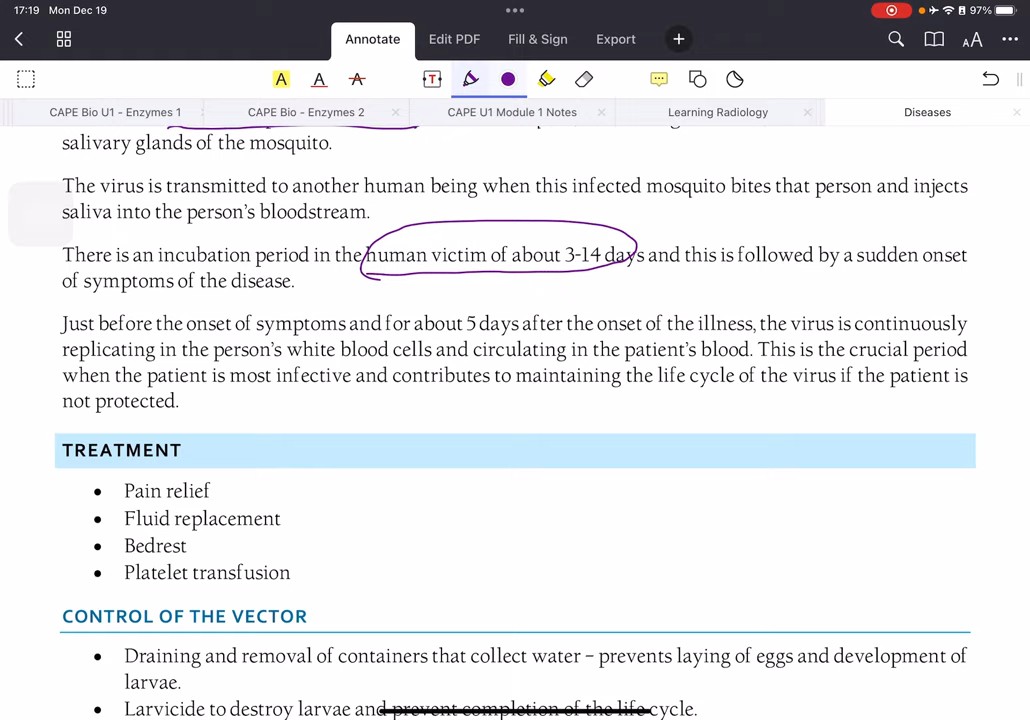 17:19 Mon Dec 19
97%
Annotate Edit PDF Fill & Sign Export
AA
A A A T
CAPE Bio U1 - Enzymes 1 CAPE Bio - Enzymes 2 CAPE U1 Module 1 Notes Learning Radiology Diseases
salivary glands of the mosquito.
The virus is transmitted to another human being when this infected mosquito bites that person and injects
saliva into the person's bloodstream.
There is an incubation period in the human victim of about 3-14 days and this is followed by a sudden onset
of symptoms of the disease.
Just before the onset of symptoms and for about 5 days after the onset of the illness, the virus is continuously
replicating in the person's white blood cells and circulating in the patient's blood. This is the crucial period
when the patient is most infective and contributes to maintaining the life cycle of the virus if the patient is
not protected.
TREATMENT
• Pain relief
• Fluid replacement
• Bedrest
• Platelet transfusion
CONTROL OF THE VECTOR
• Draining and removal of containers that collect water – prevents laying of eggs and development of
larvae.
• Larvicide to destroy larvae and prevent completion of the life cycle.